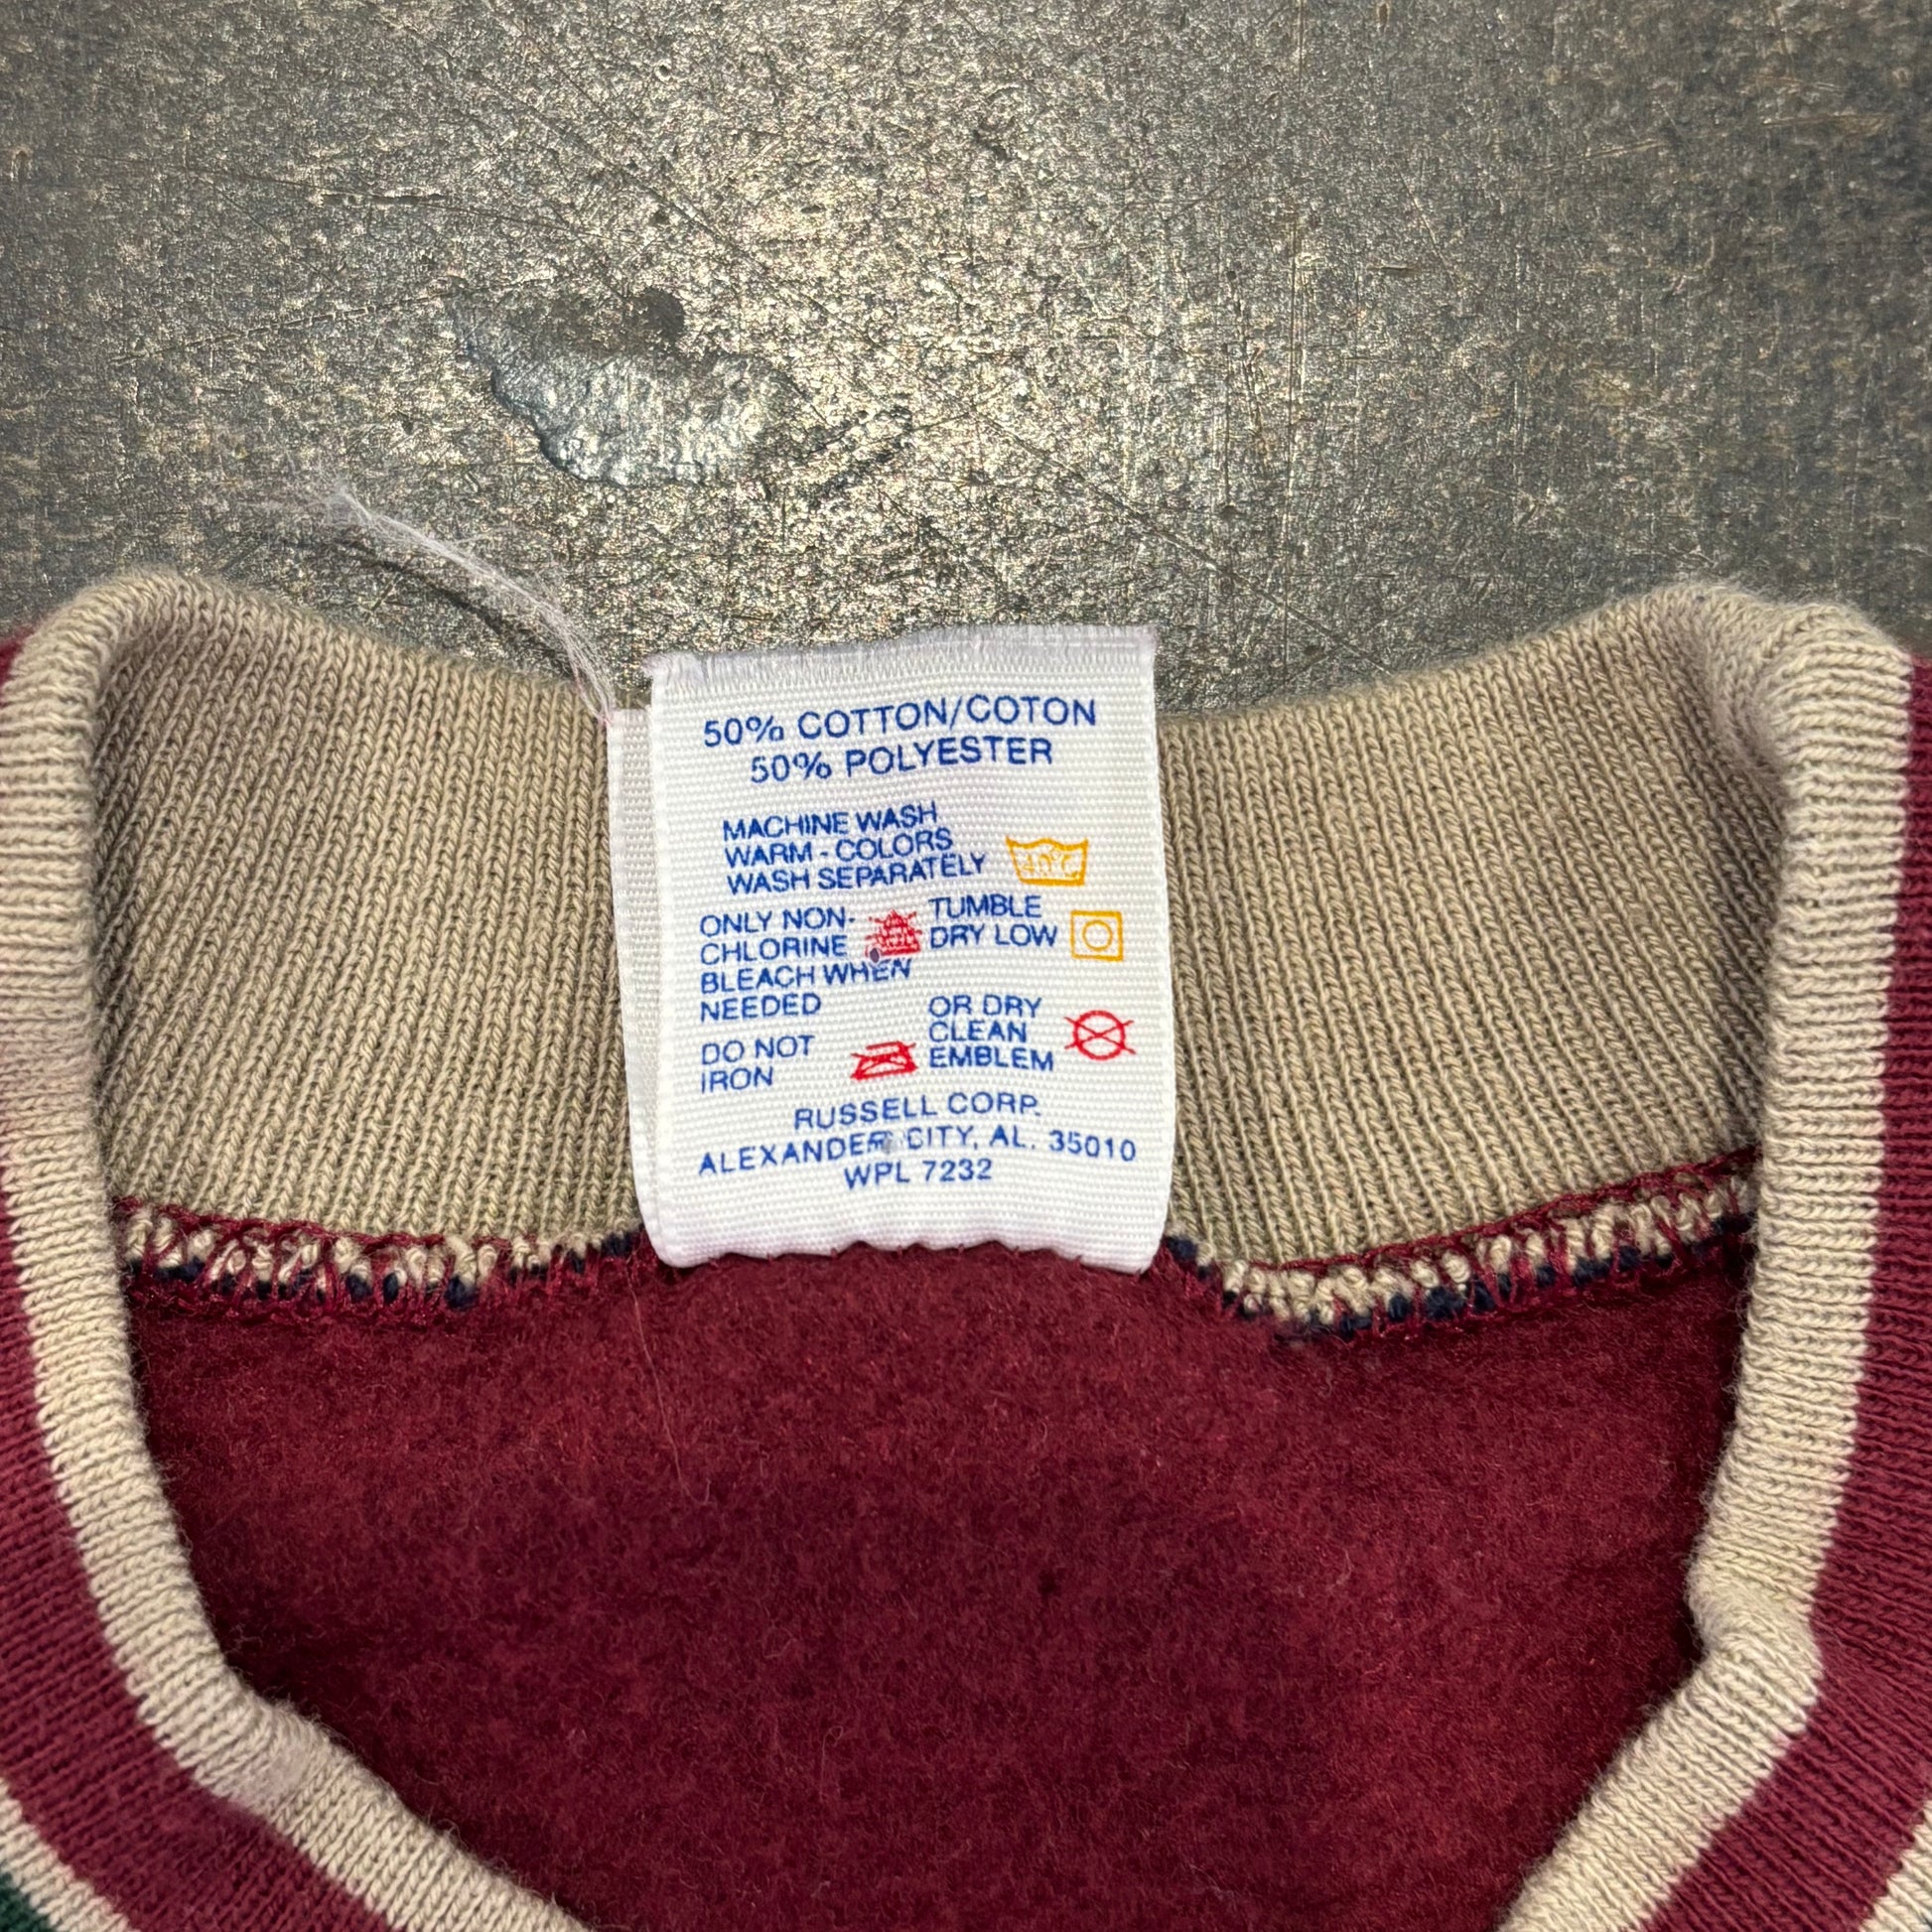 50% COTTON/COTON
50% POLYESTER
MACHINE WASH
WARM - COLORS
WASH SEPARATELY
40°C
ONLY NON-
CHLORINE
BLEACH WHEN
NEEDED
TUMBLE
DRY LOW
DO NOT
IRON
OR DRY
CLEAN
EMBLEM
RUSSELL CORP.
ALEXANDER CITY, AL. 35010
WPL 7232